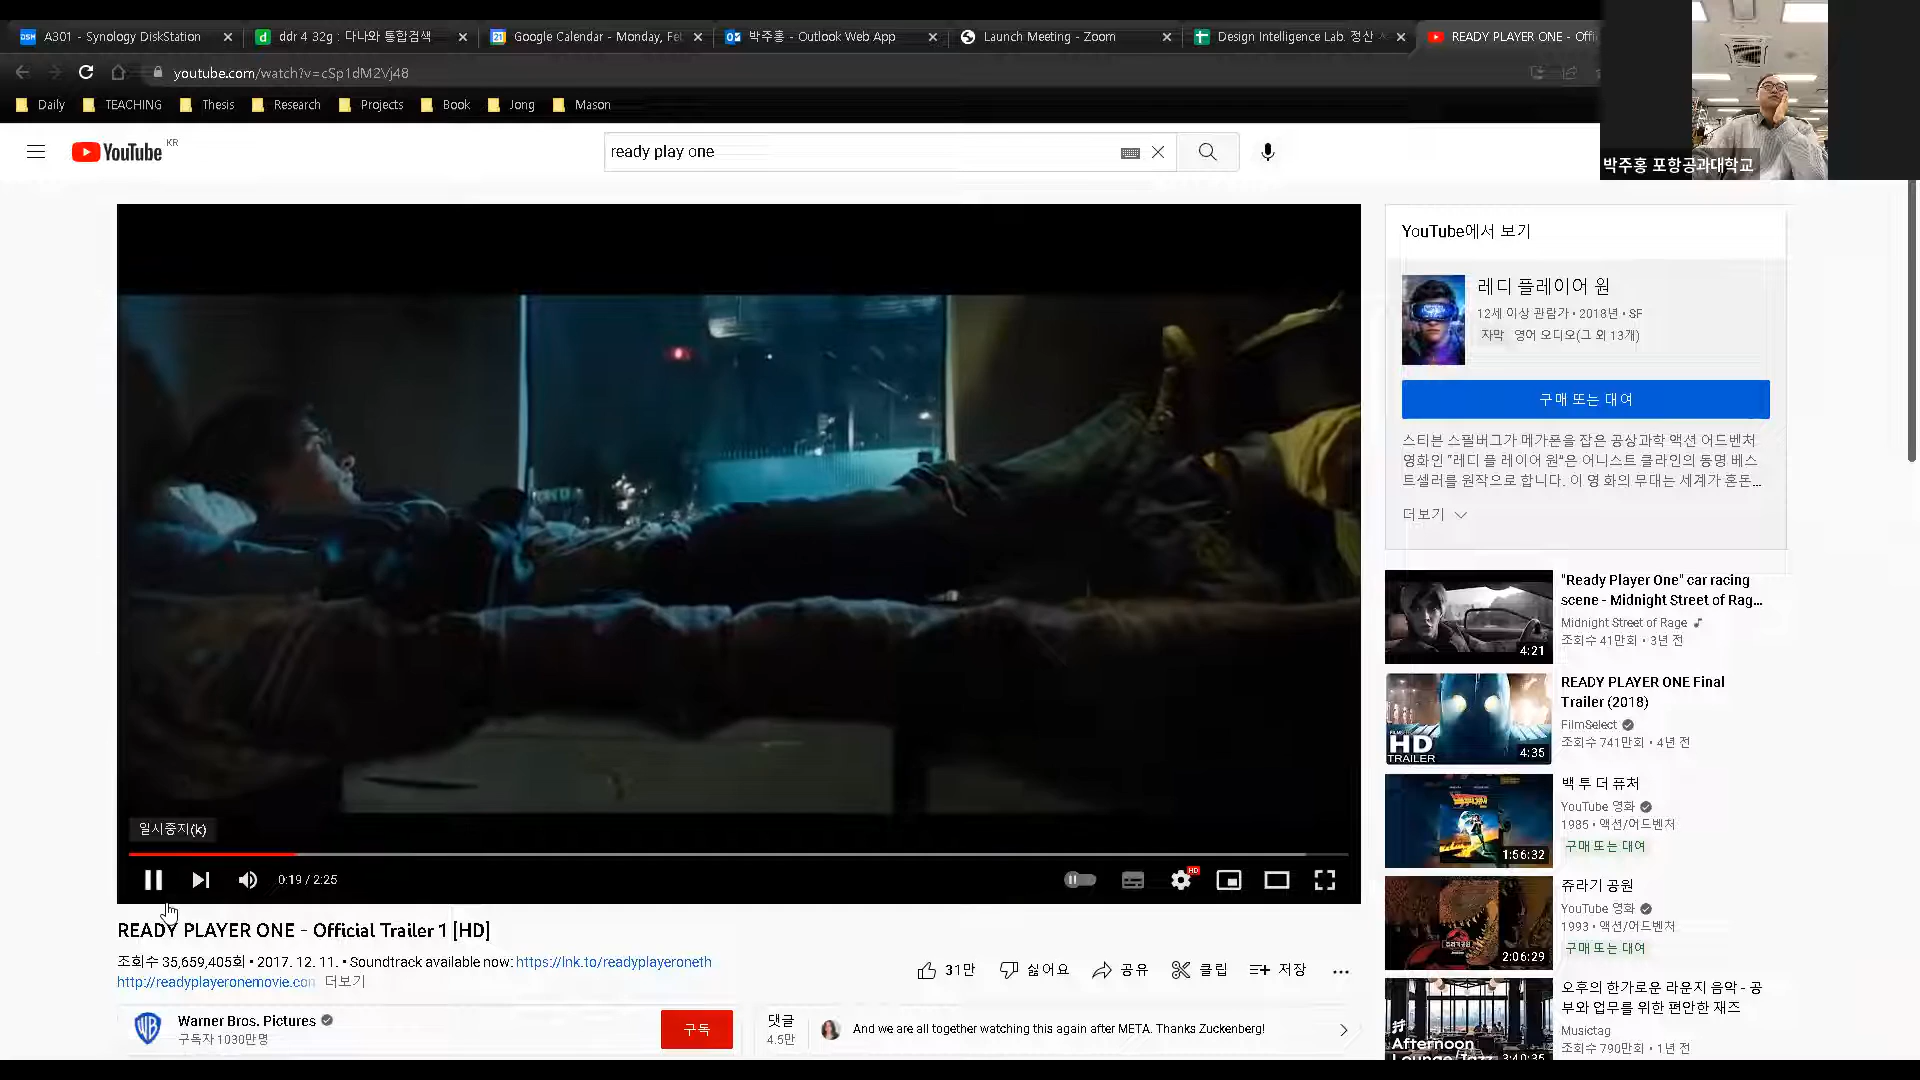 A301 - Synology DiskStation
ddr 4 32g : 다나와 통합검색
Google Calendar - Monday, Fe
박주홍 - Outlook Web App
Launch Meeting - Zoom
Design Intelligence Lab. 정산
READY PLAYER ONE - Offi
youtube.com/watch?v=cSp1dM2Vj48
Daily
TEACHING
Thesis
Research
Projects
Book
Jong
Mason
박주홍 포항공과대학교
YouTube KR
ready play one
YouTube에서 보기
레디 플레이어 원
12세 이상 관람가 • 2018년 • SF
자막 영어 오디오(그 외 13개)
구매 또는 대여
스티븐 스필버그가 메가폰을 잡은 공상과학 액션 어드벤처
영화인 "레디 플 레이어 원"은 어니스트 클라인의 동명 베스
트셀러를 원작으로 합니다. 이 영 화의 무대는 세계가 혼돈...
더보기
일시중지(k)
0:19 / 2:25
HD
READY PLAYER ONE - Official Trailer 1 [HD]
조회수 35,659,405회 • 2017. 12. 11. • Soundtrack available now: https://lnk.to/readyplayeroneth
http://readyplayeronemovie.con 더보기
31만
싫어요
공유
클립
저장
Warner Bros. Pictures
구독자 1030만명
구독
댓글
4.5만
And we are all together watching this again after META. Thanks Zuckenberg!
"Ready Player One" car racing
scene - Midnight Street of Rag...
Midnight Street of Rage
조회수 41만회 • 3년 전
4:21
READY PLAYER ONE Final
Trailer (2018)
FilmSelect
조회수 741만회 • 4년 전
HD
TRAILER
4:35
백 투 더 퓨처
YouTube 영화
1985 • 액션/어드벤처
구매 또는 대여
1:56:32
쥬라기 공원
YouTube 영화
1993 • 액션/어드벤처
구매 또는 대여
2:06:29
오후의 한가로운 라운지 음악 - 공
부와 업무를 위한 편안한 재즈
Musictag
조회수 790만회 • 1년 전
Afternoon
Lounge Jazz
3:40:35